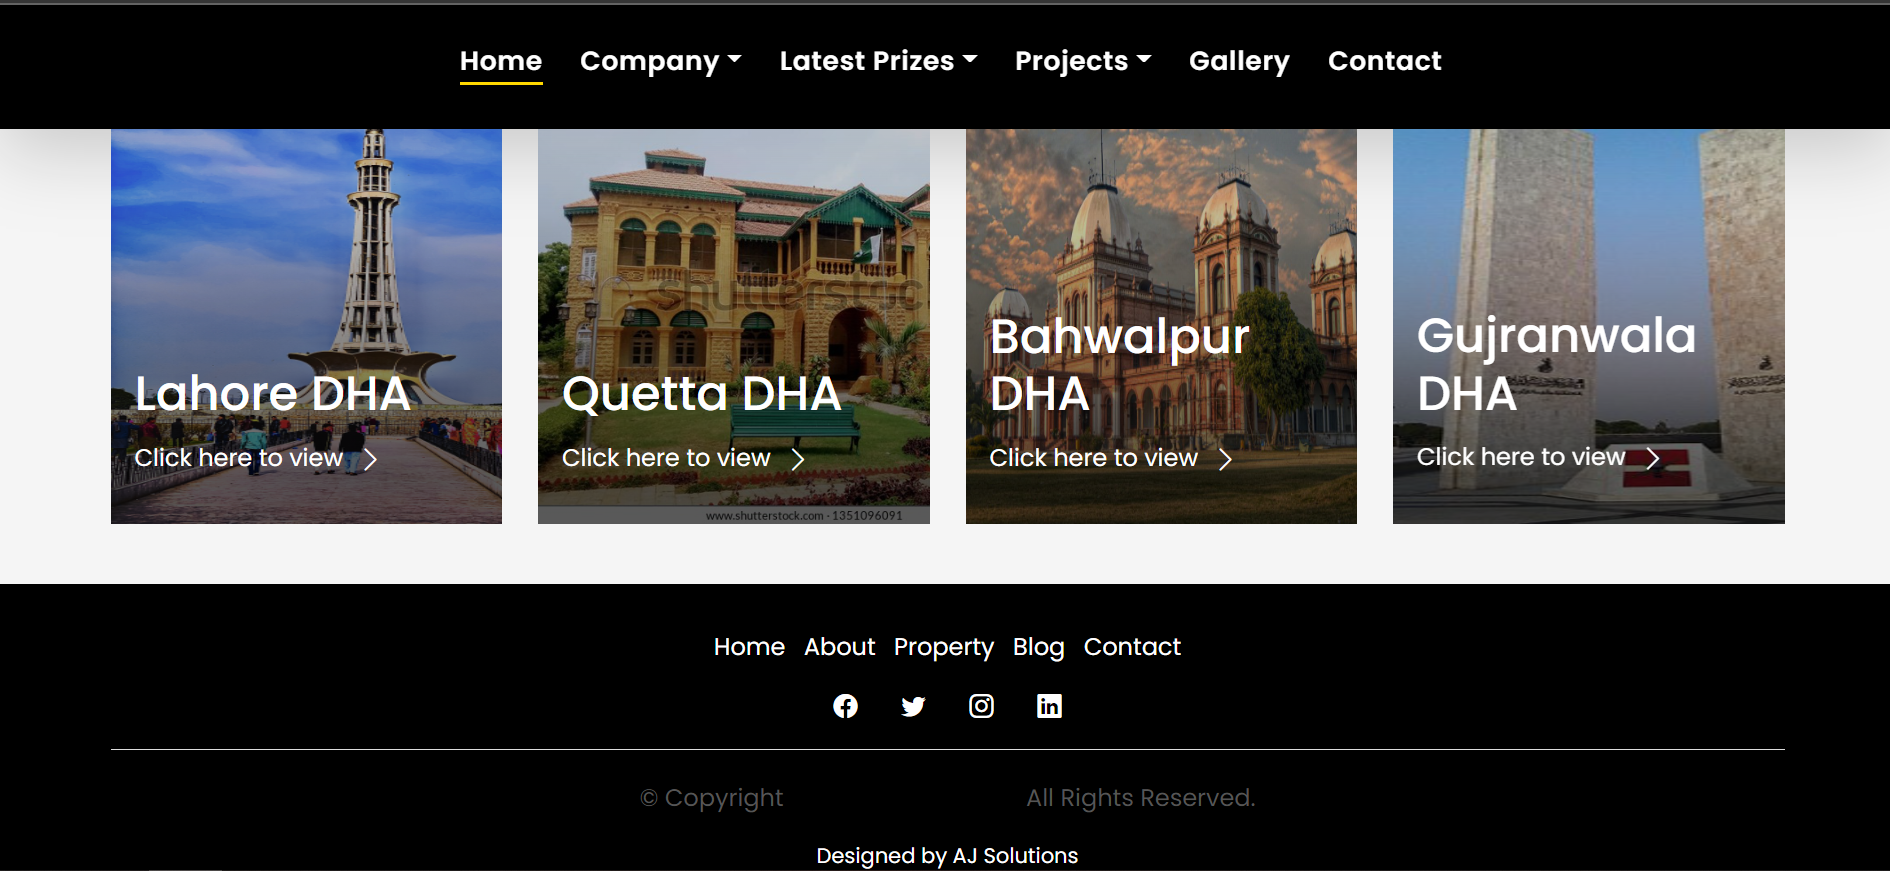 Home Company Latest Prizes Projects Gallery Contact
shutterstoc
Lahore DHA
Click here to view
Quetta DHA
Click here to view
www.shutterstock.com · 1351096091
Bahwalpur
DHA
Click here to view
Gujranwala
DHA
Click here to view
Home About Property Blog Contact
© Copyright All Rights Reserved.
Designed by AJ Solutions